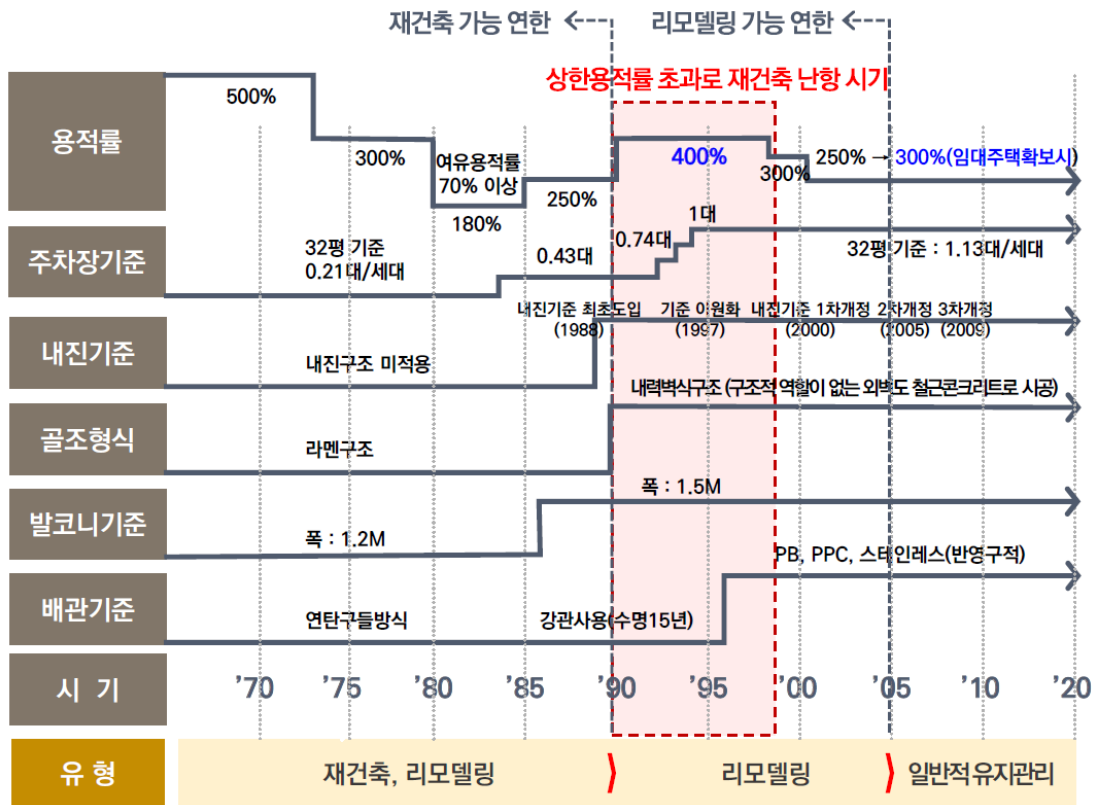 재건축 가능 연한
리모델링 가능 연한
상한용적률 초과로 재건축 난항 시기
용적률
500%
300%
여유용적률
70% 이상
180%
250%
400%
300%
250% → 300%(임대주택확보시)
주차장기준
32평 기준
0.21대/세대
0.43대
0.74대
1대
32평 기준 : 1.13대/세대
내진기준
내진구조 미적용
내진기준 최초도입
(1988)
기준 이원화
(1997)
내진기준 1차개정
(2000)
2차개정
(2005)
3차개정
(2009)
골조형식
라멘구조
내력벽식구조 (구조적 역할이 없는 외벽도 철근콘크리트로 시공)
발코니기준
폭 : 1.2M
폭 : 1.5M
배관기준
연탄구들방식
강관사용(수명15년)
PB, PPC, 스테인레스(반영구적)
시 기
'70 '75 '80 '85 '90 '95 '00 '05 '10 '20
유 형
재건축, 리모델링
리모델링
일반적유지관리